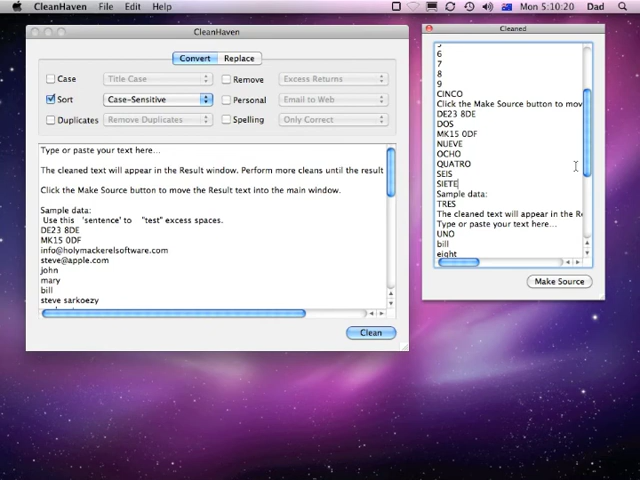 CleanHaven File Edit Help Mon 5:10:20 Dad
CleanHaven
Convert Replace
Case Title Case Remove Excess Returns
Sort Case-Sensitive Personal Email to Web
Duplicates Remove Duplicates Spelling Only Correct
Type or paste your text here...
The cleaned text will appear in the Result window. Perform more cleans until the result
Click the Make Source button to move the Result text into the main window.
Sample data:
Use this 'sentence' to "test" excess spaces.
DE23 8DE
MK15 0DF
info@holymackerelsoftware.com
steve@apple.com
john
mary
bill
steve sarkoezy
Clean
Cleaned
6
7
8
9
CINCO
Click the Make Source button to mov
DE23 8DE
DOS
MK15 0DF
NUEVE
OCHO
QUATRO
SEIS
SIETE
Sample data:
TRES
The cleaned text will appear in the Re
Type or paste your text here...
UNO
bill
eight
Make Source